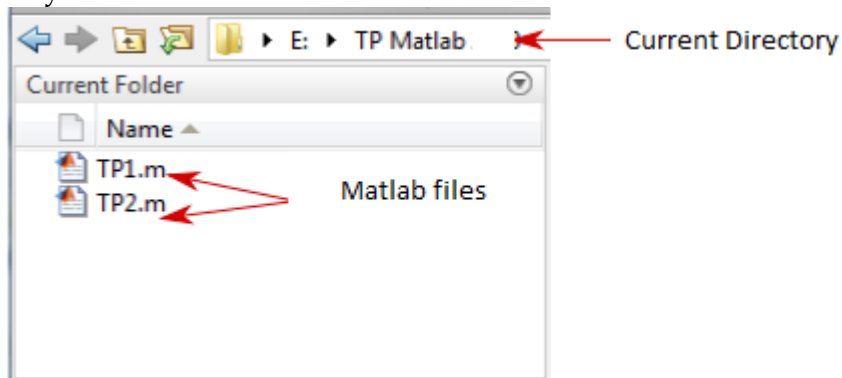 E: TP Matlab
Current Directory
Current Folder
Name
TP1.m
TP2.m
Matlab files